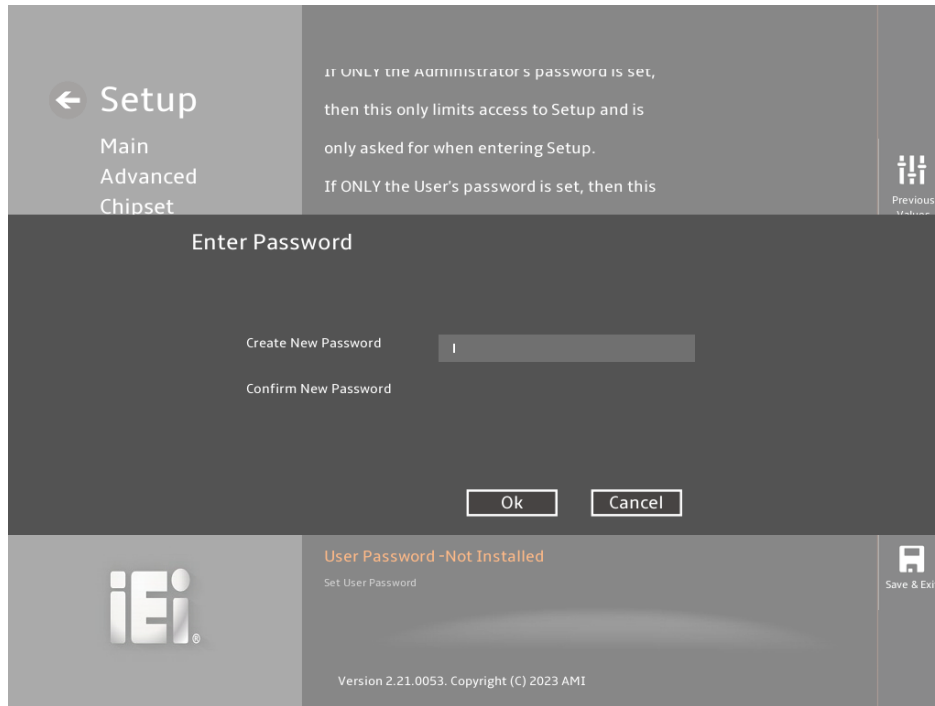 Setup
Main
Advanced
Chipset
If ONLY the Administrator's password is set,
then this only limits access to Setup and is
only asked for when entering Setup.
If ONLY the User's password is set, then this
Previous
Values
Enter Password
Create New Password
Confirm New Password
Ok
Cancel
User Password -Not Installed
Set User Password
Save & Exi
iEi®
Version 2.21.0053. Copyright (C) 2023 AMI